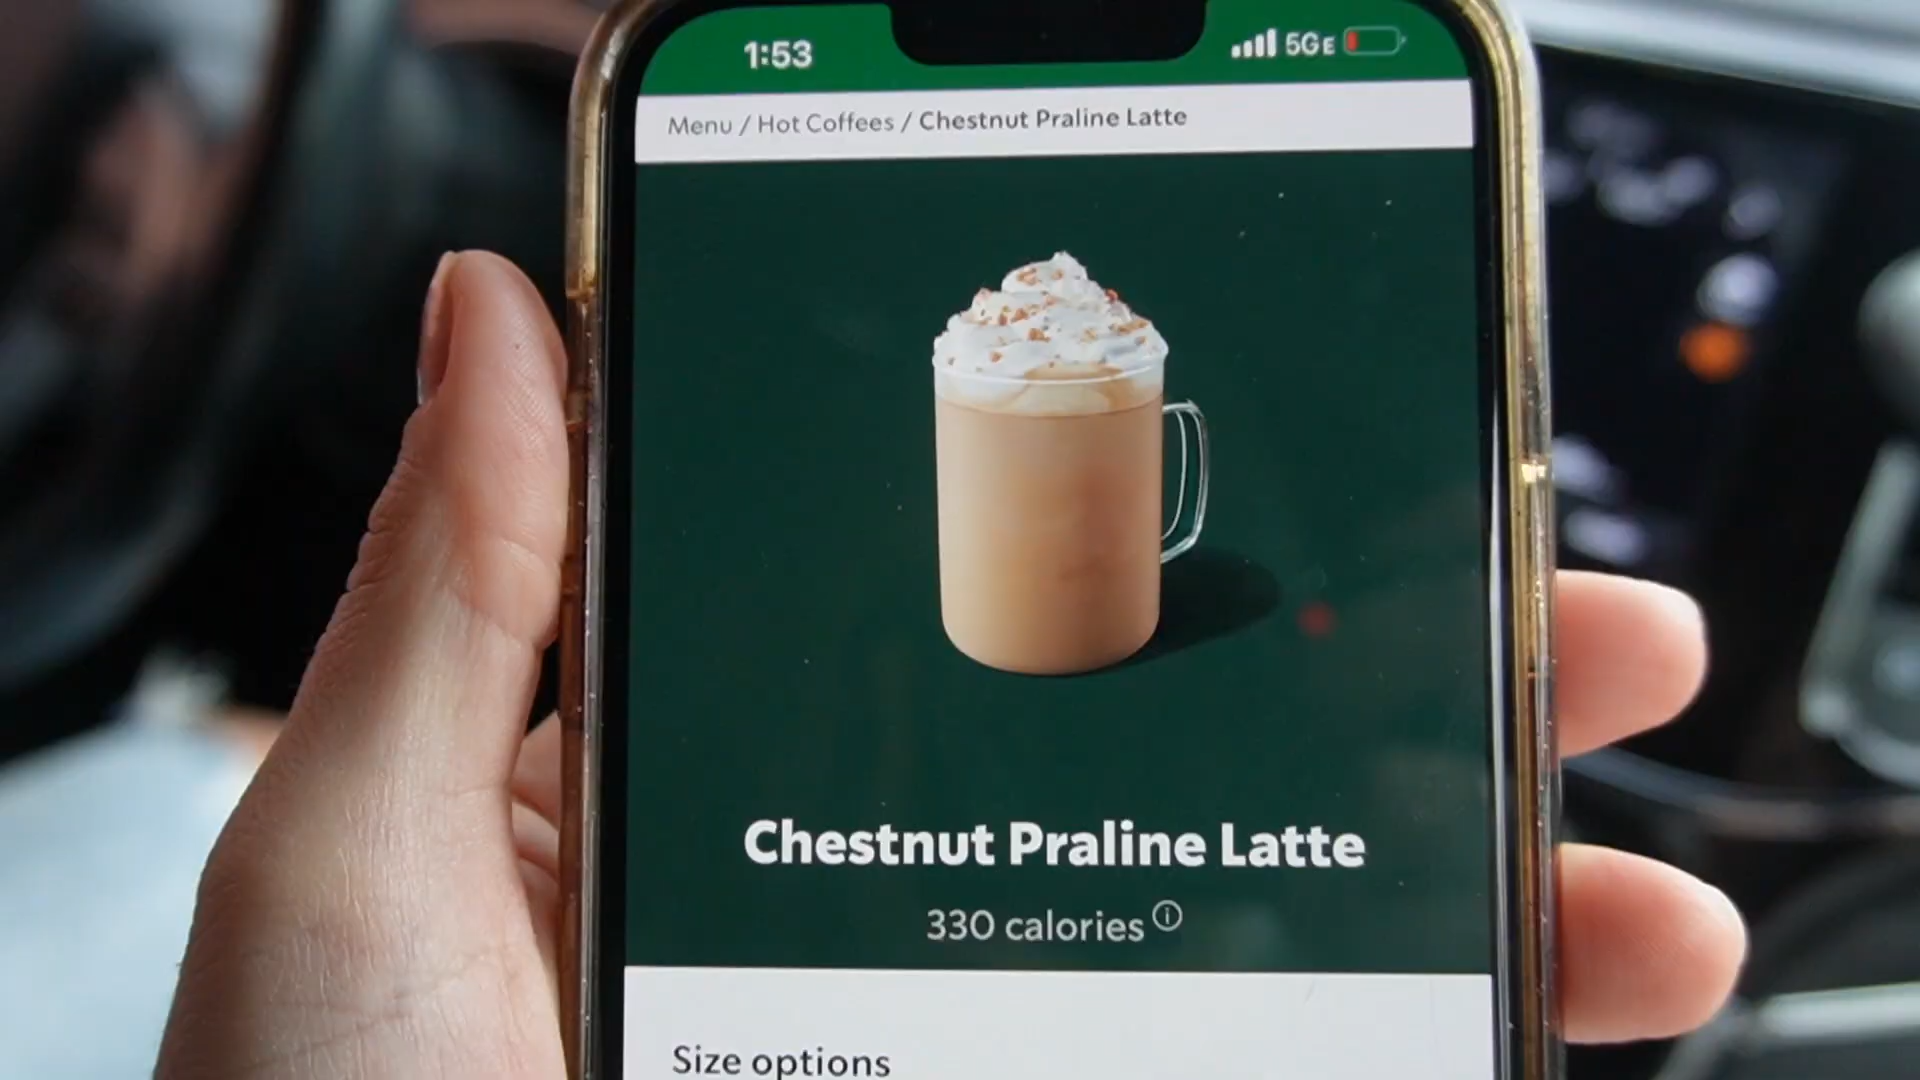 1:53 5GE
Menu / Hot Coffees / Chestnut Praline Latte
Chestnut Praline Latte
330 calories
Size options